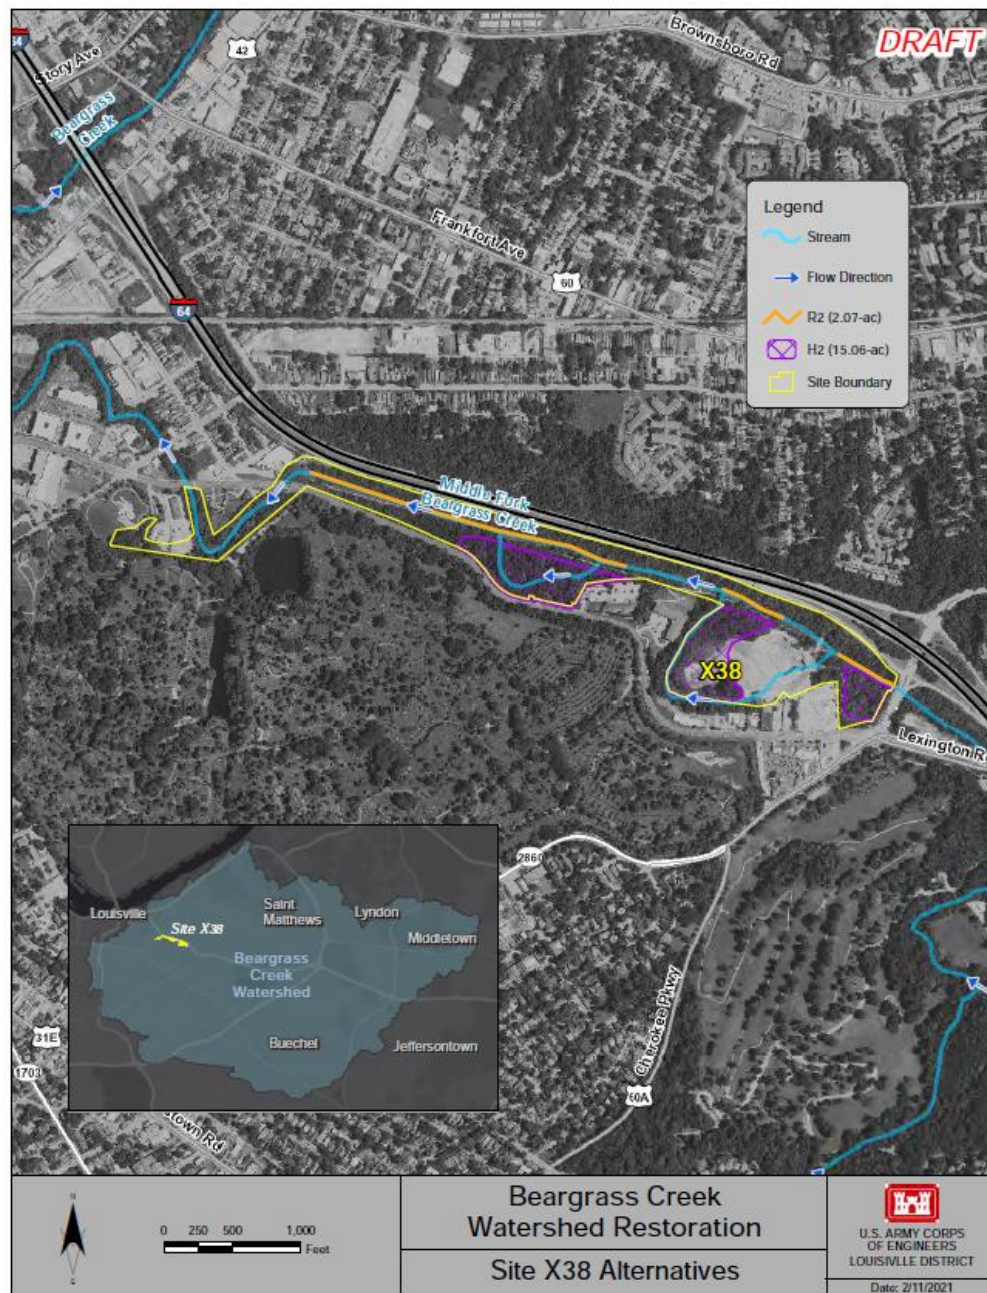 DRAFT
64
Story Ave
42
Brownsboro Rd
Beargrass
Creek
Frankfort Ave
60
64
Legend
Stream
Flow Direction
R2 (2.07-ac)
H2 (15.06-ac)
Site Boundary
Middle Fork
Beargrass Creek
X38
Lexington R
2860
Cherokee Pkwy
60A
31E
1703
stown Rd
Louisville
Site X38
Saint
Matthews
Lyndon
Middletown
Beargrass
Creek
Watershed
Buechel
Jeffersontown
N
S
0 250 500 1,000
Feet
Beargrass Creek
Watershed Restoration
Site X38 Alternatives
U.S. ARMY CORPS
OF ENGINEERS
LOUISIVLLE DISTRICT
Date: 2/11/2021